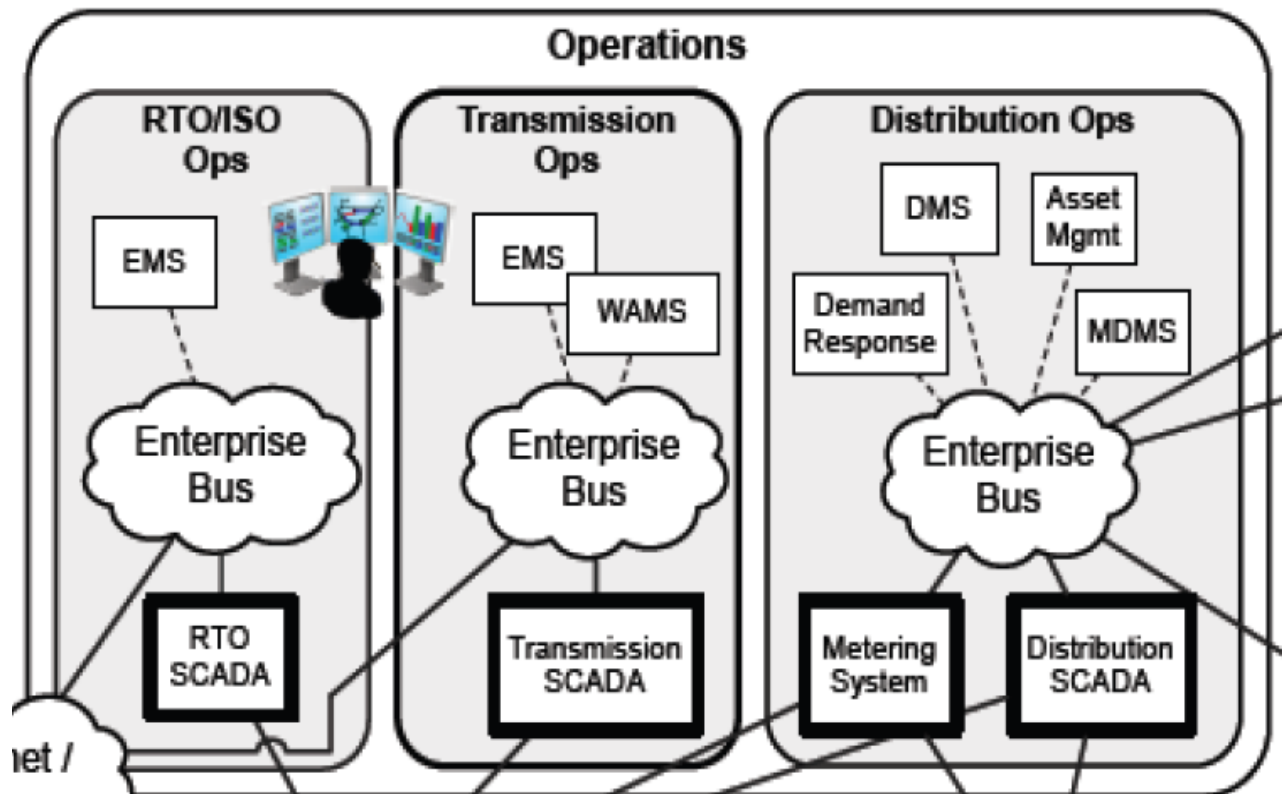 Operations
RTO/ISO
Ops
EMS
Enterprise
Bus
RTO
SCADA
Transmission
Ops
EMS
WAMS
Enterprise
Bus
Transmission
SCADA
Distribution Ops
DMS
Asset
Mgmt
Demand
Response
MDMS
Enterprise
Bus
Metering
System
Distribution
SCADA
net /